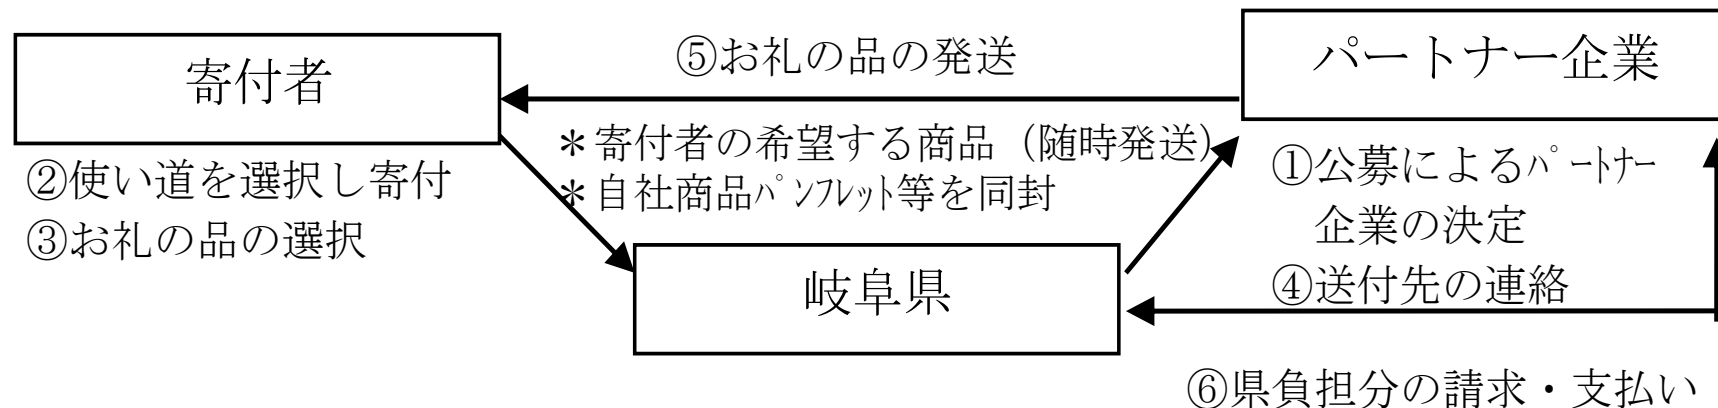 寄付者
⑤お礼の品の発送
パートナー企業
＊寄付者の希望する商品（随時発送）
＊自社商品ﾊﾟﾝﾌﾚｯﾄ等を同封
②使い道を選択し寄付
③お礼の品の選択
①公募によるﾊﾟｰﾄﾅｰ
企業の決定
④送付先の連絡
岐阜県
⑥県負担分の請求・支払い